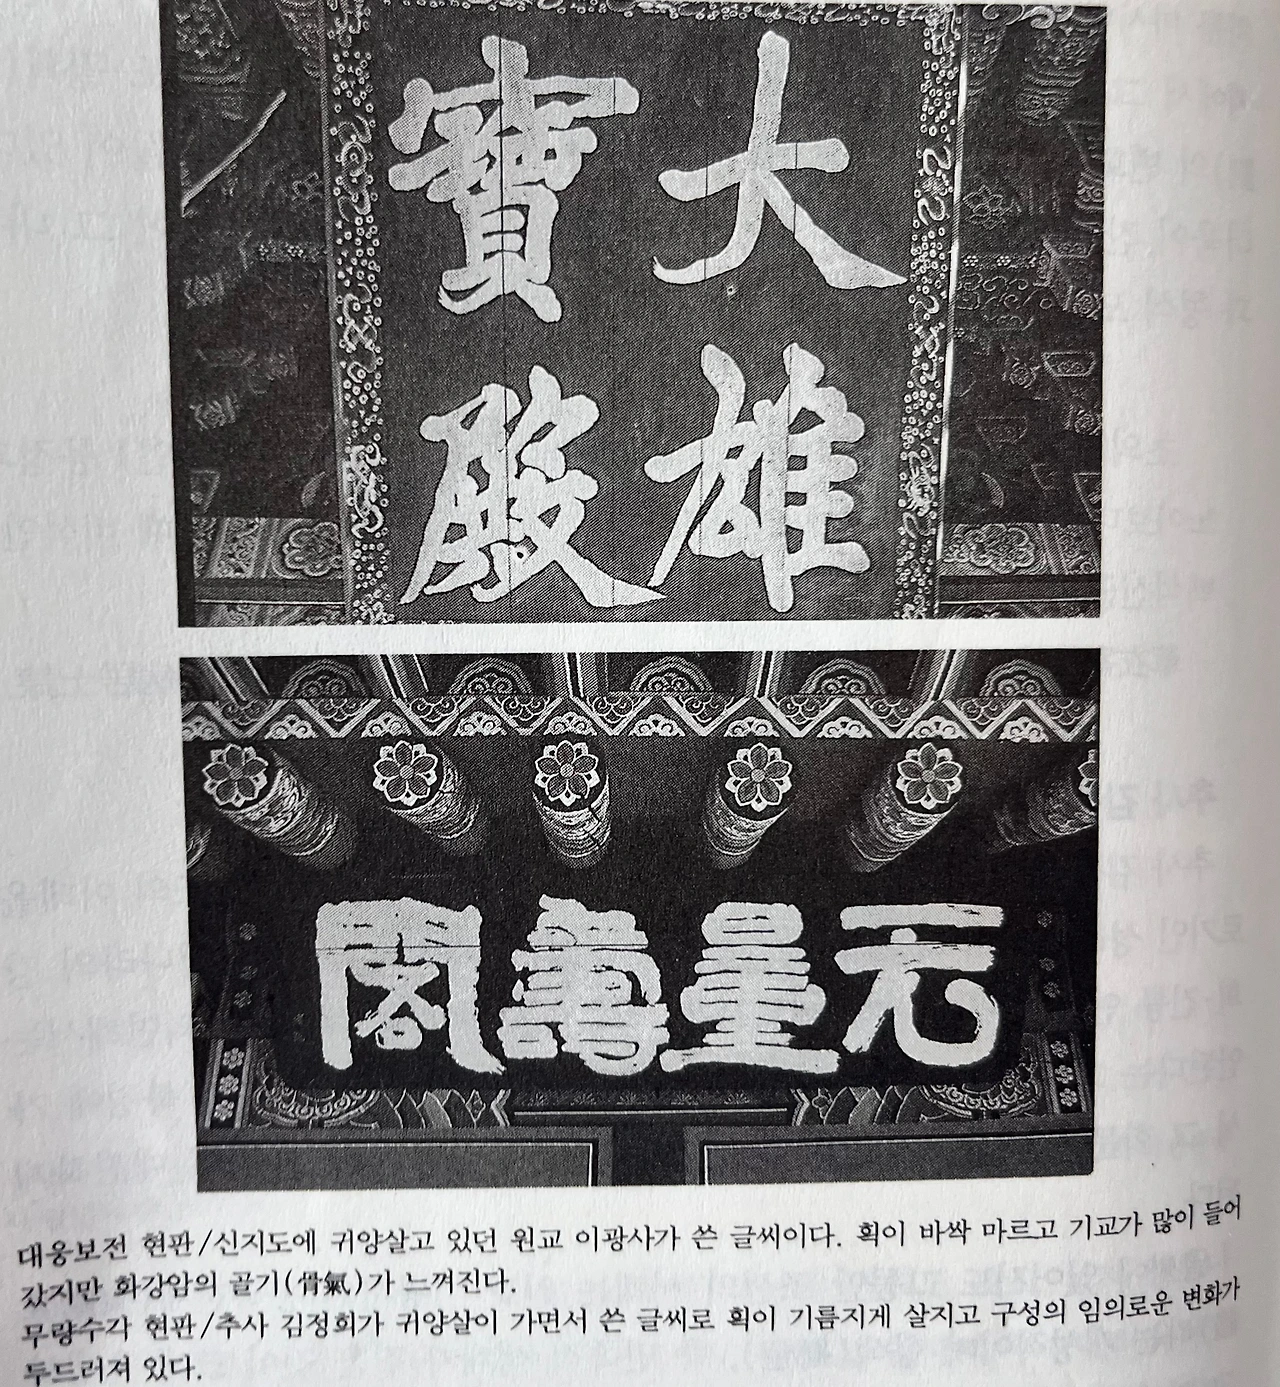 大雄
寶殿
无量壽閣
대웅보전 현판/신지도에 귀양살고 있던 원교 이광사가 쓴 글씨이다. 획이 바싹 마르고 기교가 많이 들어
갔지만 화강암의 골기(骨氣)가 느껴진다.
무량수각 현판/추사 김정희가 귀양살이 가면서 쓴 글씨로 획이 기름지게 살지고 구성의 임의로운 변화가
두드러져 있다.